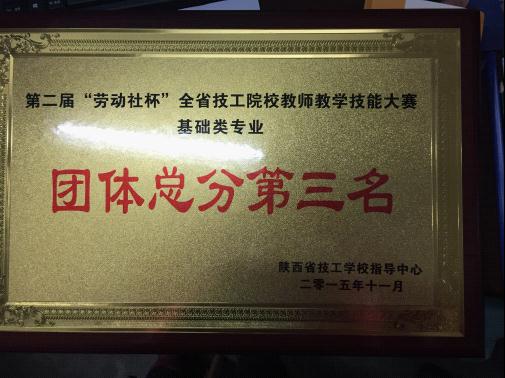 第二届“劳动社杯”全省技工院校教师教学技能大赛
基础类专业
团体总分第三名
陕西省技工学校指导中心
二零一五年十一月